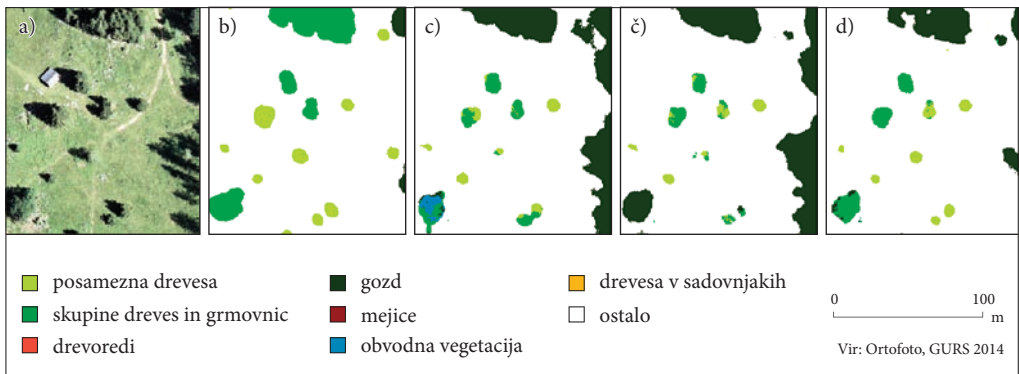 a)
b)
c)
č)
d)
posamezna drevesa
skupine dreves in grmovnic
drevoredi
gozd
mejice
obvodna vegetacija
drevesa v sadovnjakih
ostalo
0 100
m
Vir: Ortofoto, GURS 2014